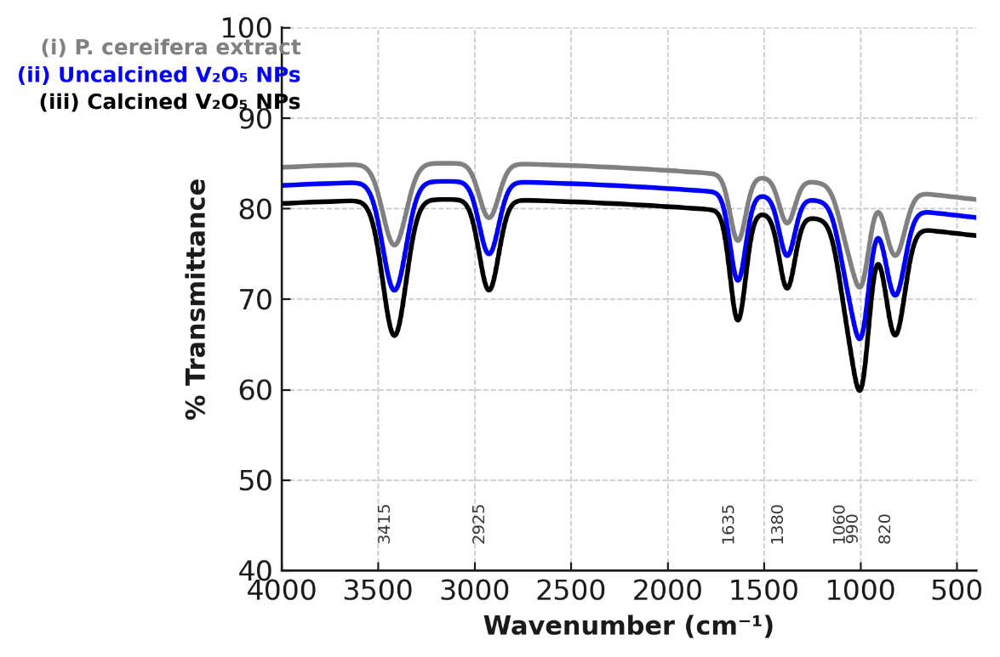 100
(i) P. cereifera extract
(ii) Uncalcined V₂O₅ NPs
(iii) Calcined V₂O₅ NPs
90
80
70
60
50
40
% Transmittance
3415
2925
1635
1380
1060
990
820
4000 3500 3000 2500 2000 1500 1000 500
Wavenumber (cm⁻¹)